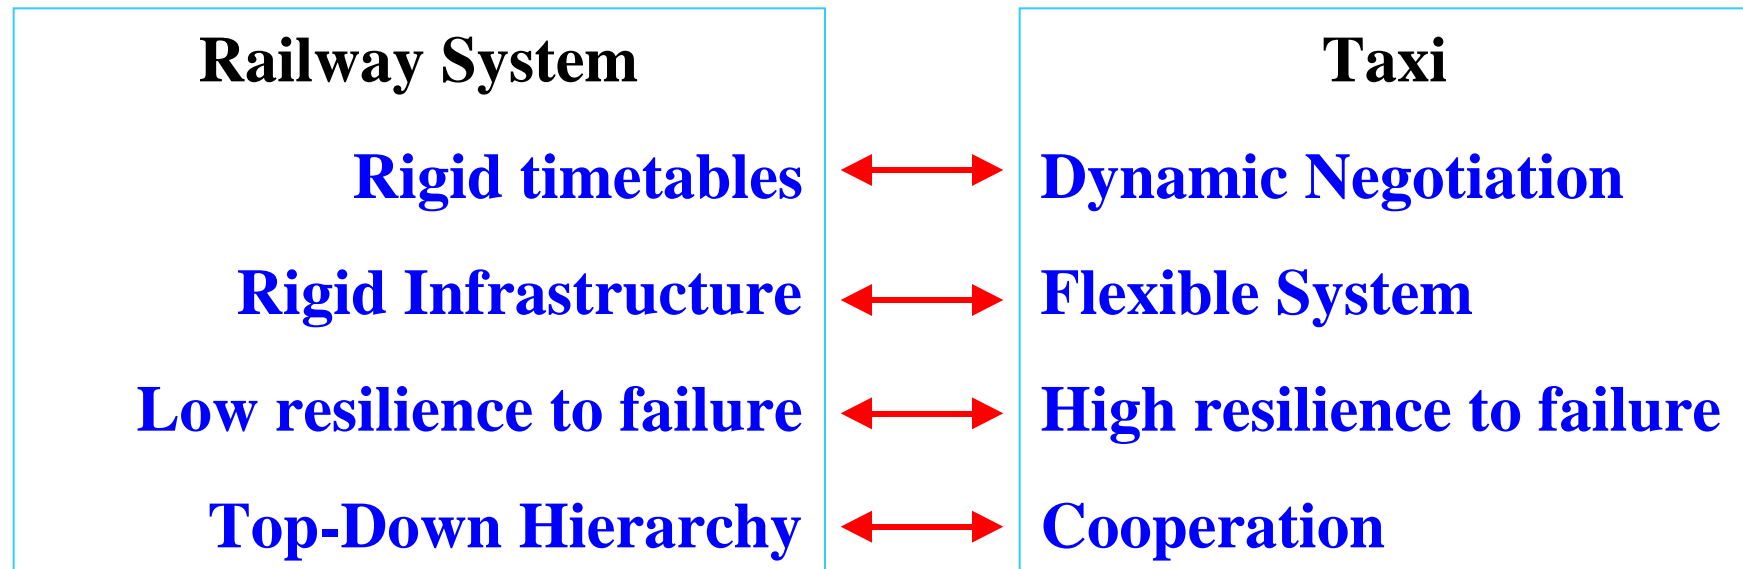 Railway System
Rigid timetables
Rigid Infrastructure
Low resilience to failure
Top-Down Hierarchy
Taxi
Dynamic Negotiation
Flexible System
High resilience to failure
Cooperation